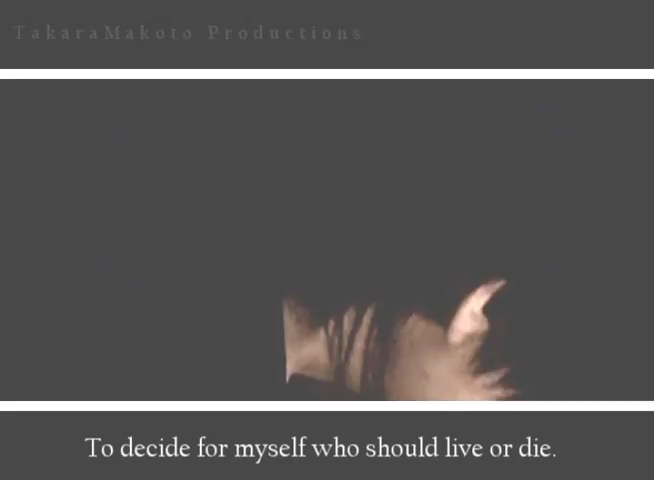 TakaraMakoto Productions
To decide for myself who should live or die.